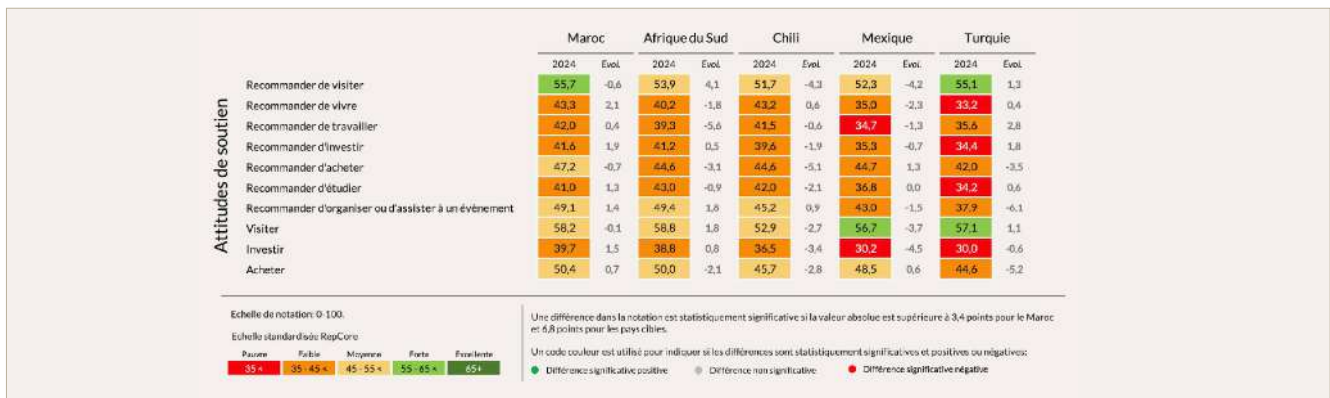 Maroc Afrique du Sud Chili Mexique Turquie
2024 Evol. 2024 Evol. 2024 Evol. 2024 Evol. 2024 Evol.
Attitudes de soutien
Recommander de visiter 55,7 -0,6 53,9 4,1 51,7 -4,3 52,3 -4,2 55,1 1,3
Recommander de vivre 43,3 2,1 40,2 -1,8 43,2 0,6 35,0 -2,3 33,2 0,4
Recommander de travailler 42,0 0,4 39,3 -5,6 41,5 -0,6 34,7 -1,3 35,6 2,8
Recommander d'investir 41,6 1,9 41,2 0,5 39,6 -1,9 35,3 -0,7 34,4 1,8
Recommander d'acheter 47,2 -0,7 44,6 -3,1 44,6 -5,1 44,7 1,3 42,0 -3,5
Recommander d'étudier 41,0 1,3 43,0 -0,9 42,0 -2,1 36,8 0,0 34,2 0,6
Recommander d'organiser ou d'assister à un évènement 49,1 1,4 49,4 1,8 45,2 0,9 43,0 -1,5 37,9 -6,1
Visiter 58,2 -0,1 58,8 1,8 52,9 -2,7 56,7 -3,7 57,1 1,1
Investir 39,7 1,5 38,8 0,8 36,5 -3,4 30,2 -4,5 30,0 -0,6
Acheter 50,4 0,7 50,0 -2,1 45,7 -2,8 48,5 0,6 44,6 -5,2
Echelle de notation: 0-100.
Echelle standardisée RepCore
Pauvre Faible Moyenne Forte Excellente
35 < 35 - 45 < 45 - 55 < 55 - 65 < 65+
Une différence dans la notation est statistiquement significative si la valeur absolue est supérieure à 3,4 points pour le Maroc
et 6,8 points pour les pays cibles.
Un code couleur est utilisé pour indiquer si les différences sont statistiquement significatives et positives ou négatives:
Différence significative positive Différence non significative Différence significative négative